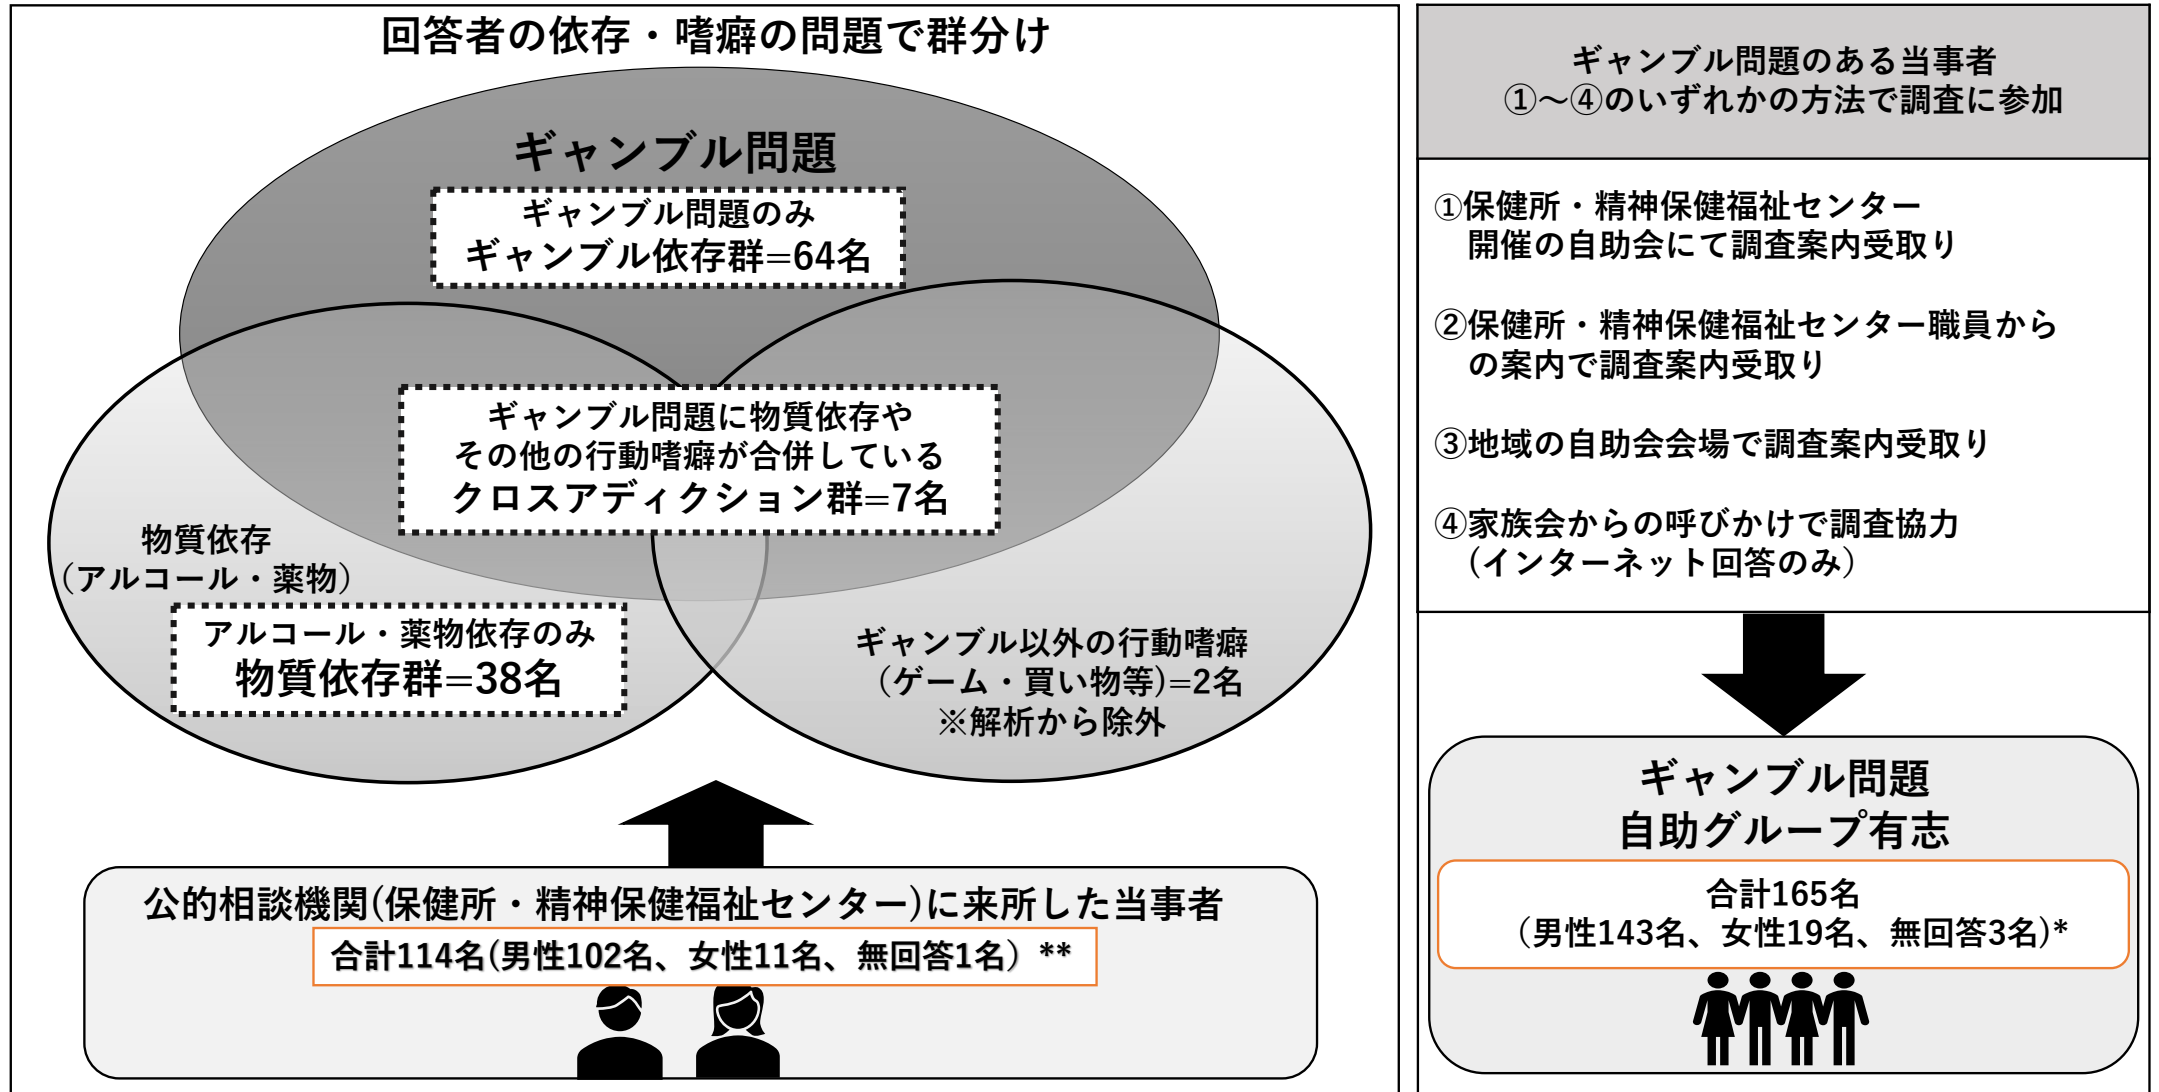 回答者の依存・嗜癖の問題で群分け
ギャンブル問題
ギャンブル問題のみ
ギャンブル依存群=64名
ギャンブル問題に物質依存や
その他の行動嗜癖が合併している
クロスアディクション群=7名
物質依存
(アルコール・薬物)
アルコール・薬物依存のみ
物質依存群=38名
ギャンブル以外の行動嗜癖
(ゲーム・買い物等)=2名
※解析から除外
公的相談機関(保健所・精神保健福祉センター)に来所した当事者
合計114名(男性102名、女性11名、無回答1名) **
ギャンブル問題のある当事者
①～④のいずれかの方法で調査に参加
①保健所・精神保健福祉センター
開催の自助会にて調査案内受取り
②保健所・精神保健福祉センター職員から
の案内で調査案内受取り
③地域の自助会会場で調査案内受取り
④家族会からの呼びかけで調査協力
(インターネット回答のみ)
ギャンブル問題
自助グループ有志
合計165名
(男性143名、女性19名、無回答3名)*